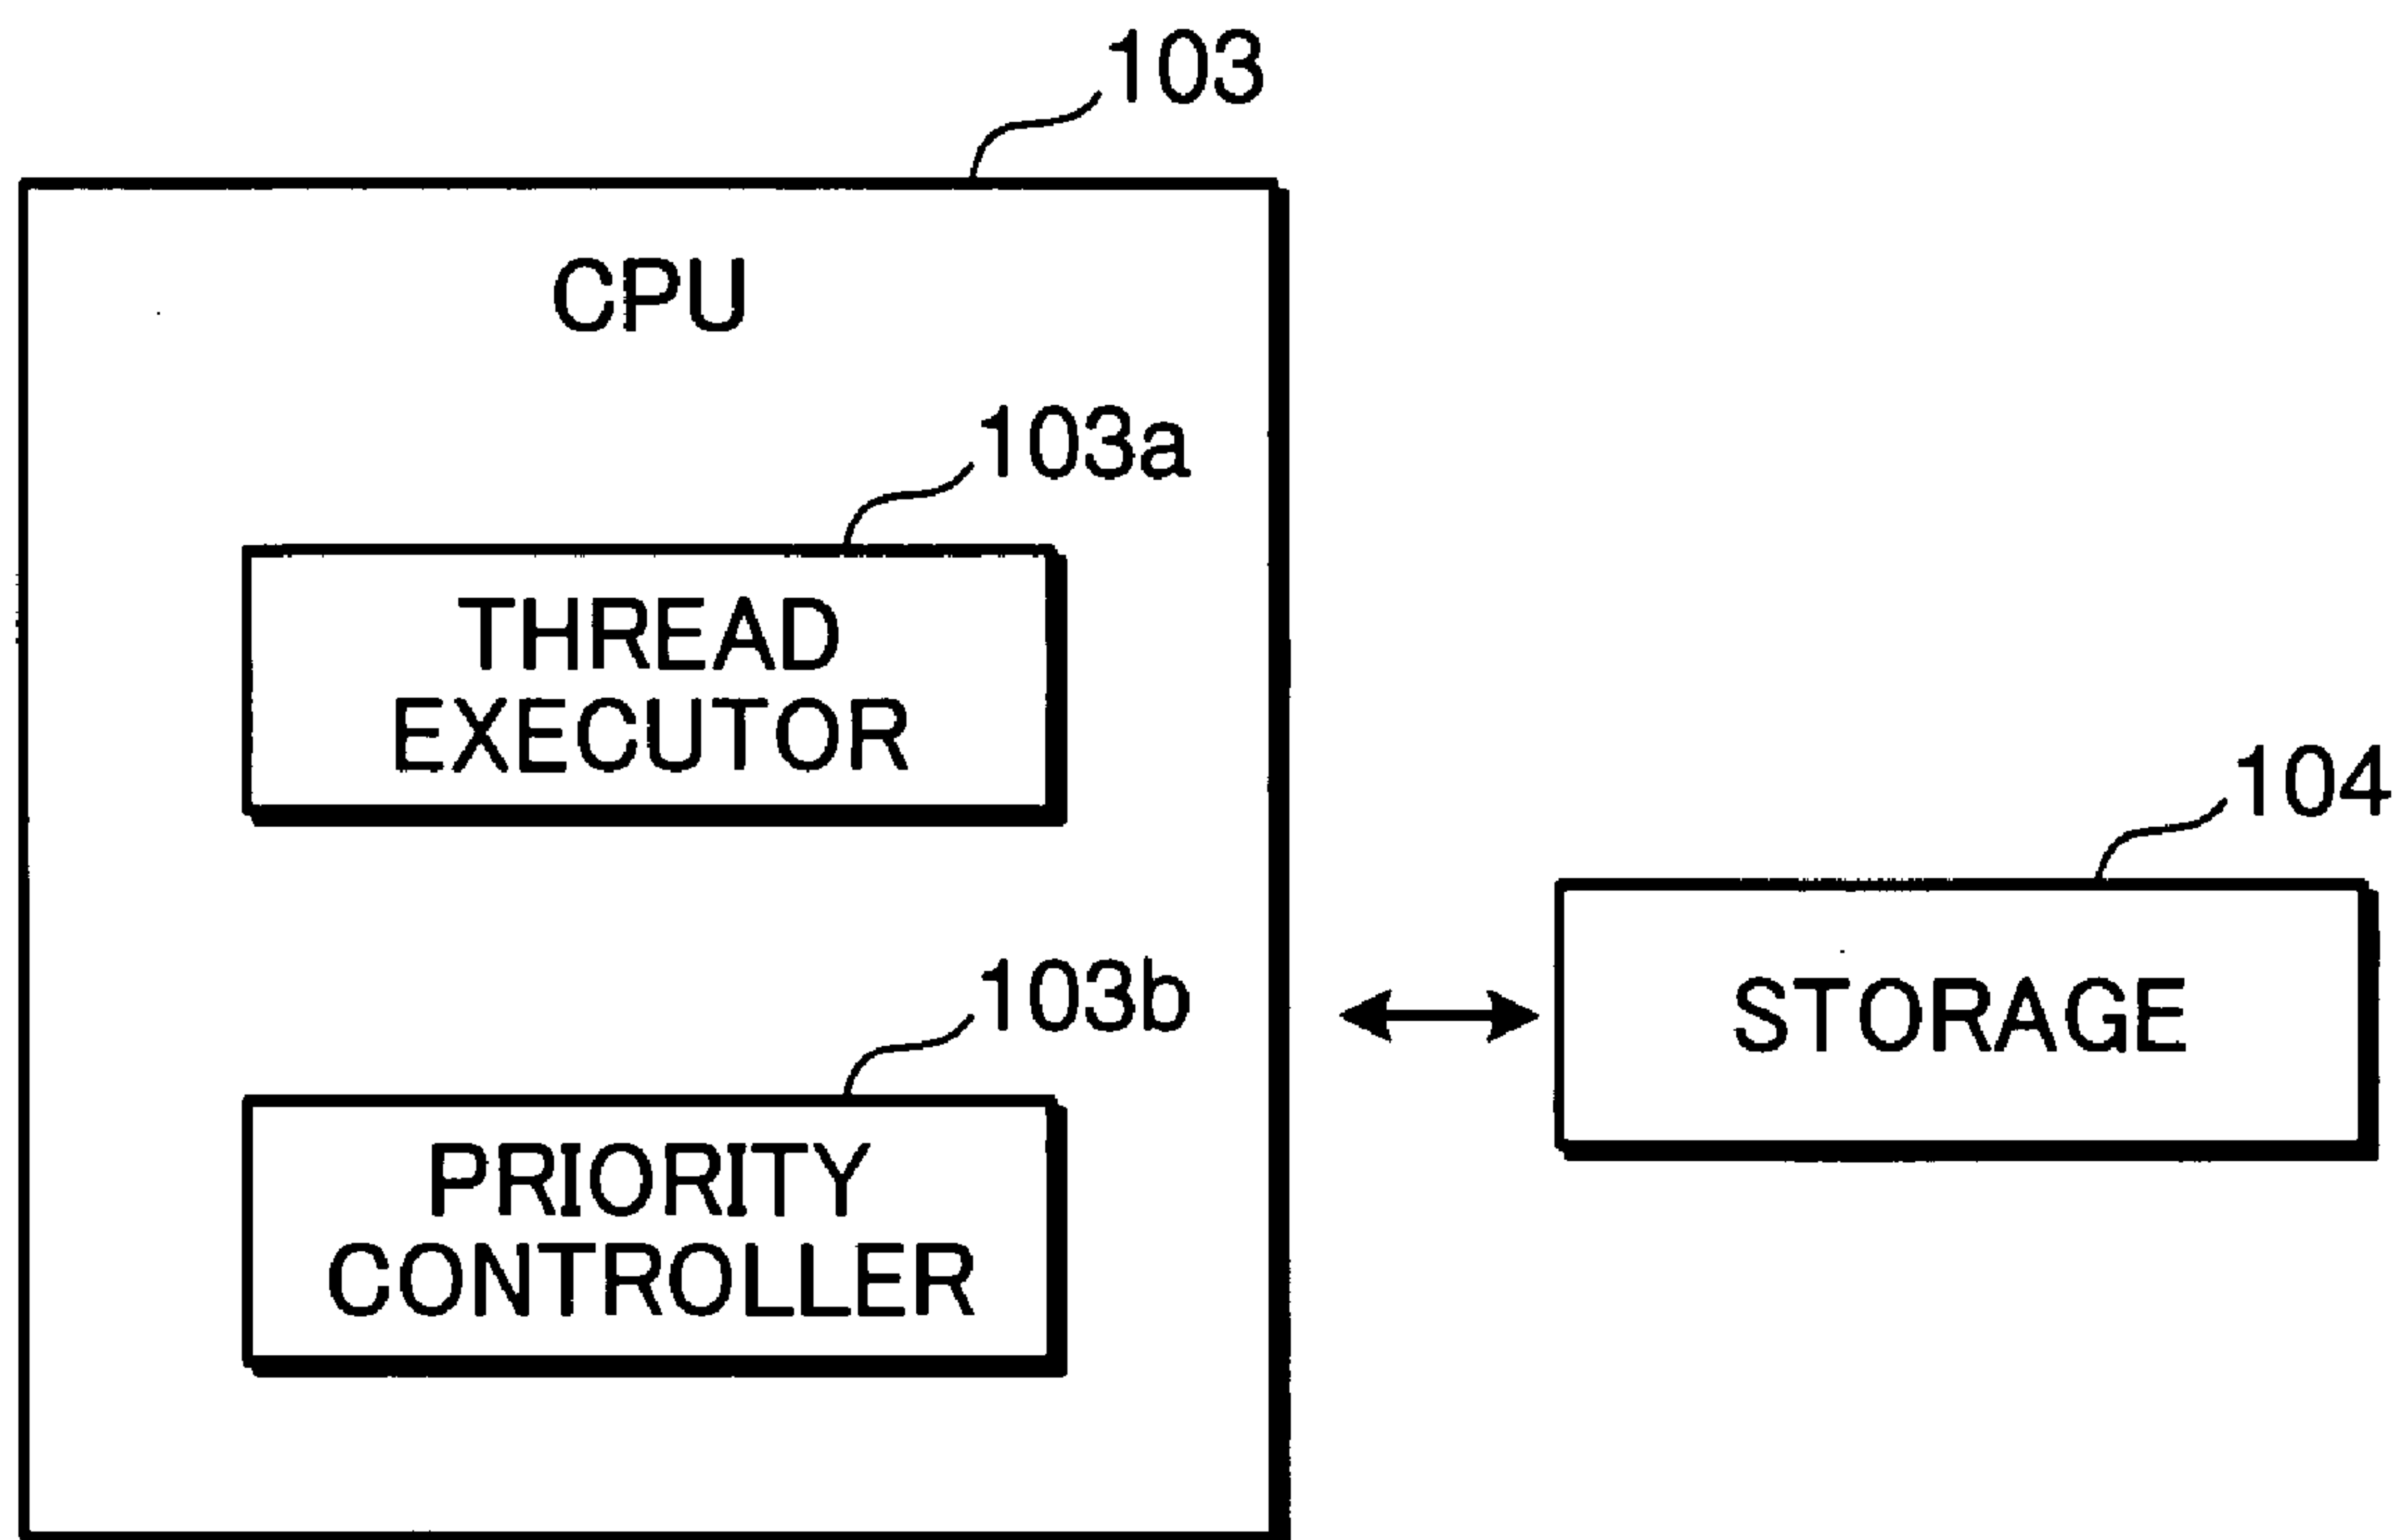 103
CPU
103a
THREAD
EXECUTOR
104
103b
STORAGE
PRIORITY
CONTROLLER